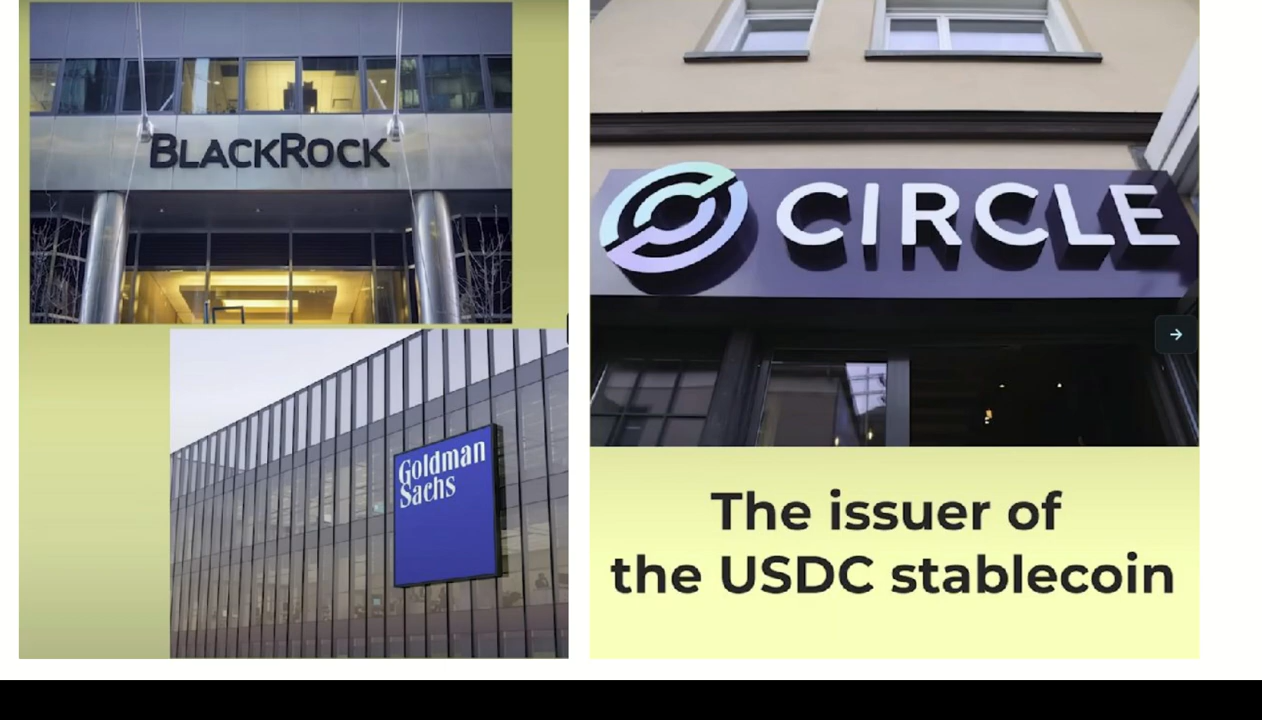 BLACKROCK
Goldman
Sachs
CIRCLE
The issuer of
the USDC stablecoin